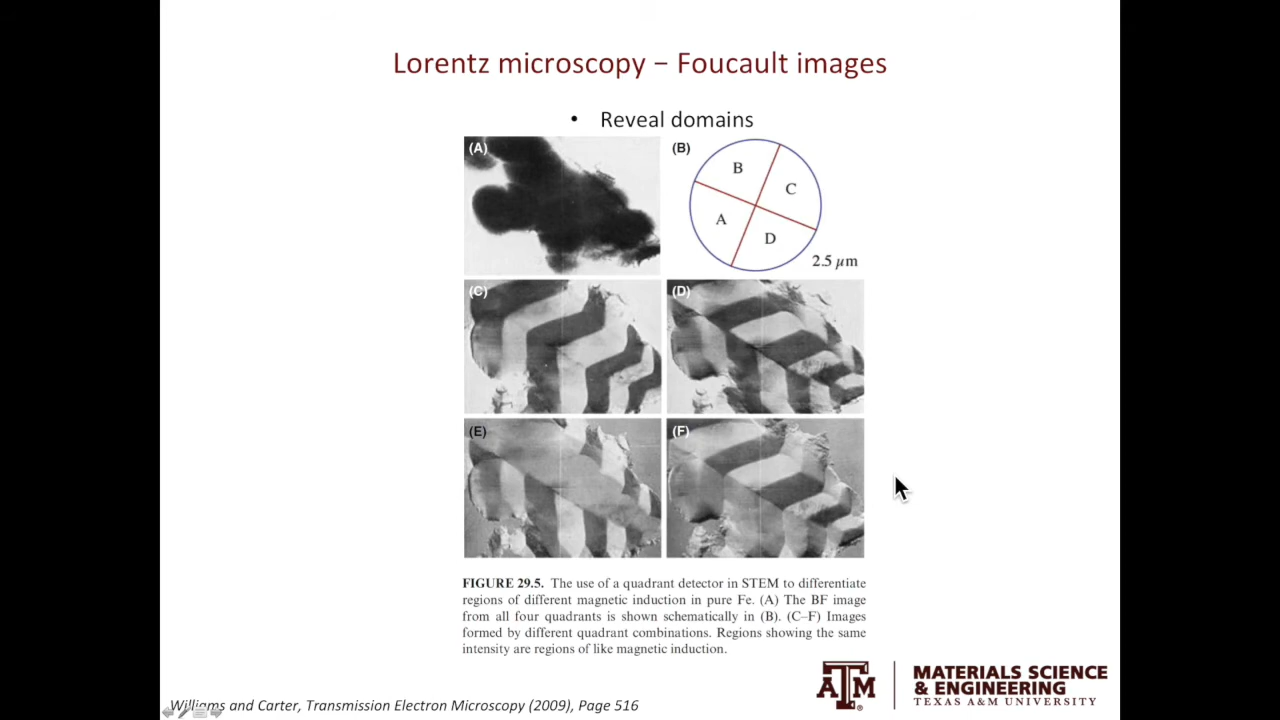 Lorentz microscopy – Foucault images
• Reveal domains
(A)
(B)
B
C
A
D
2.5 μm
(C)
(D)
(E)
(F)
FIGURE 29.5. The use of a quadrant detector in STEM to differentiate
regions of different magnetic induction in pure Fe. (A) The BF image
from all four quadrants is shown schematically in (B). (C–F) Images
formed by different quadrant combinations. Regions showing the same
intensity are regions of like magnetic induction.
Williams and Carter, Transmission Electron Microscopy (2009), Page 516
ATM
MATERIALS SCIENCE
& ENGINEERING
TEXAS A&M UNIVERSITY